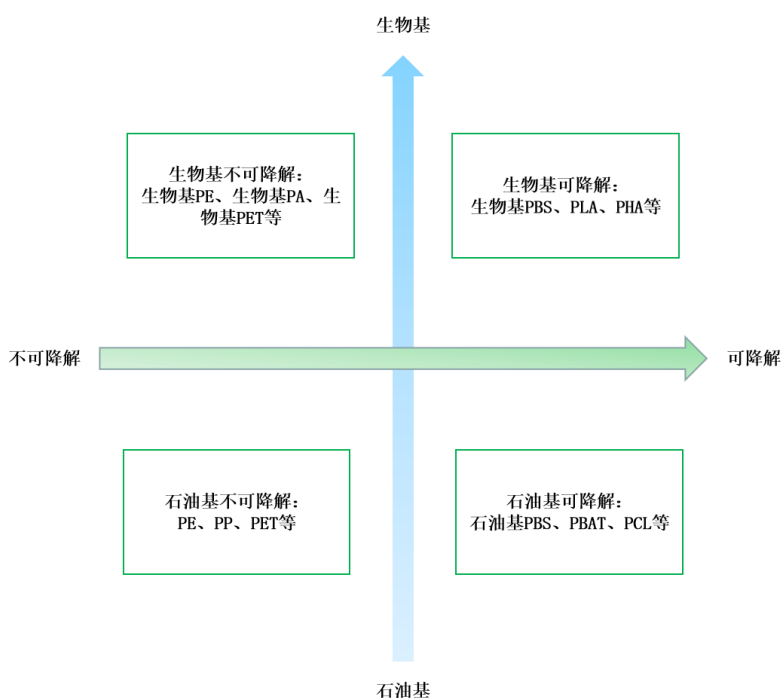 生物基
生物基不可降解：
生物基PE、生物基PA、生
物基PET等
生物基可降解：
生物基PBS、PLA、PHA等
不可降解
可降解
石油基不可降解：
PE、PP、PET等
石油基可降解：
石油基PBS、PBAT、PCL等
石油基